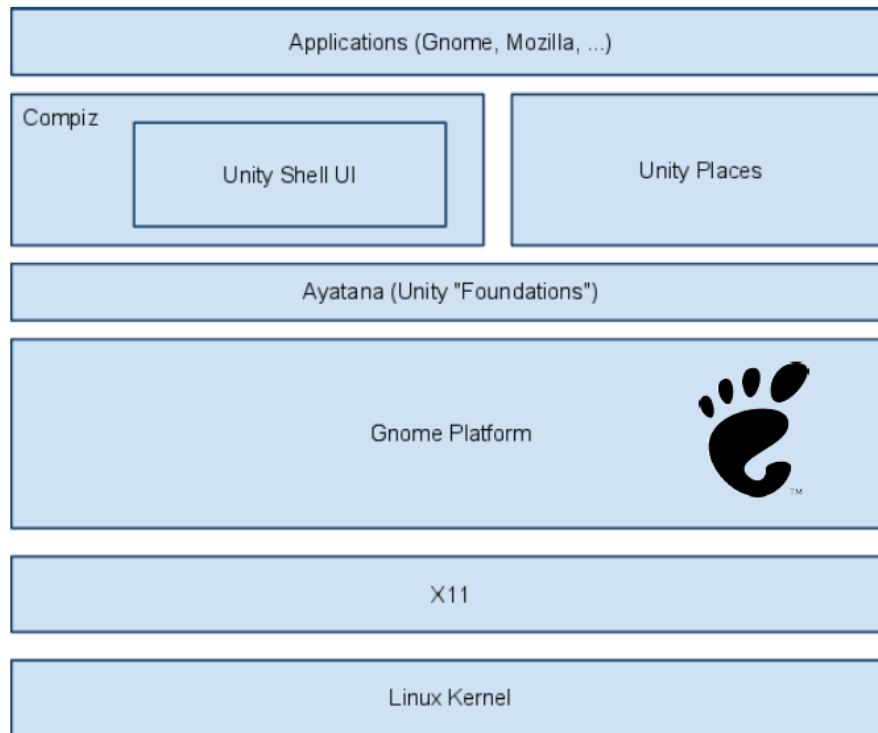 Applications (Gnome, Mozilla, ...)
Compiz
Unity Shell UI
Unity Places
Ayatana (Unity "Foundations")
Gnome Platform
TM
X11
Linux Kernel